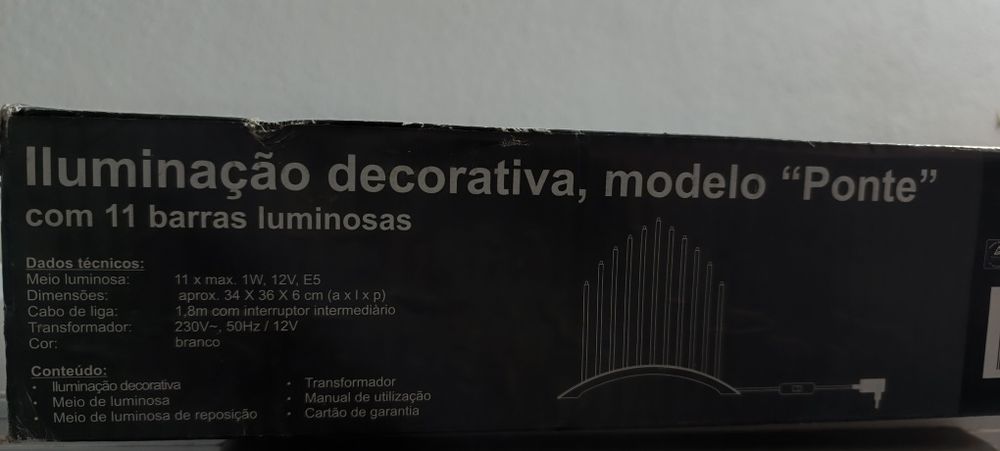 Iluminação decorativa, modelo “Ponte”
com 11 barras luminosas
Dados técnicos:
Meio luminosa: 11 x max. 1W, 12V, E5
Dimensões: aprox. 34 X 36 X 6 cm (a x l x p)
Cabo de liga: 1,8m com interruptor intermediàrio
Transformador: 230V~, 50Hz / 12V
Cor: branco
Conteúdo:
• Iluminação decorativa
• Meio de luminosa
• Meio de luminosa de reposição
• Transformador
• Manual de utilização
• Cartão de garantia